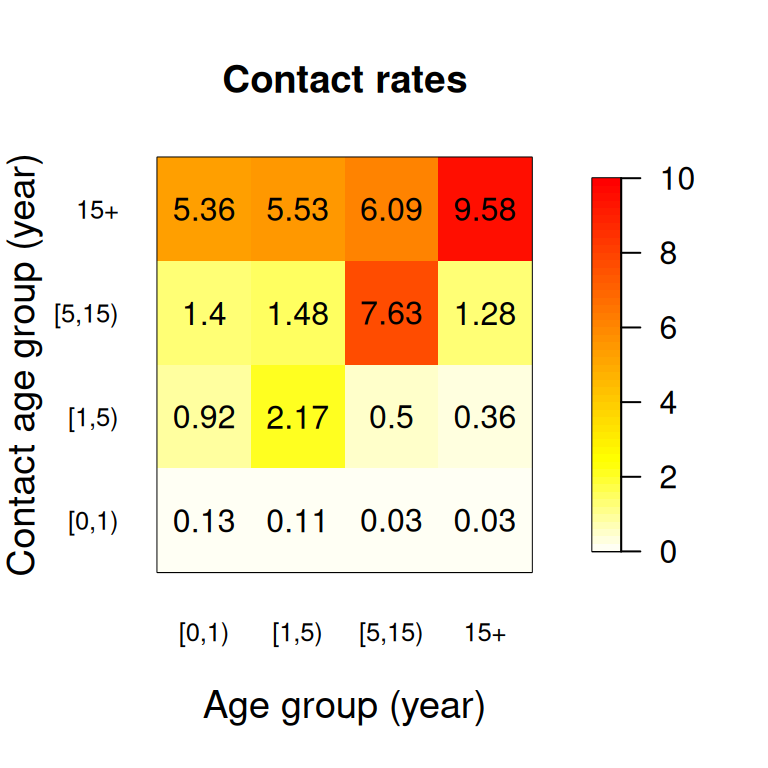 Contact rates
Contact age group (year)
15+ 5.36 5.53 6.09 9.58
[5,15) 1.4 1.48 7.63 1.28
[1,5) 0.92 2.17 0.5 0.36
[0,1) 0.13 0.11 0.03 0.03
[0,1) [1,5) [5,15) 15+
Age group (year)
10
8
6
4
2
0